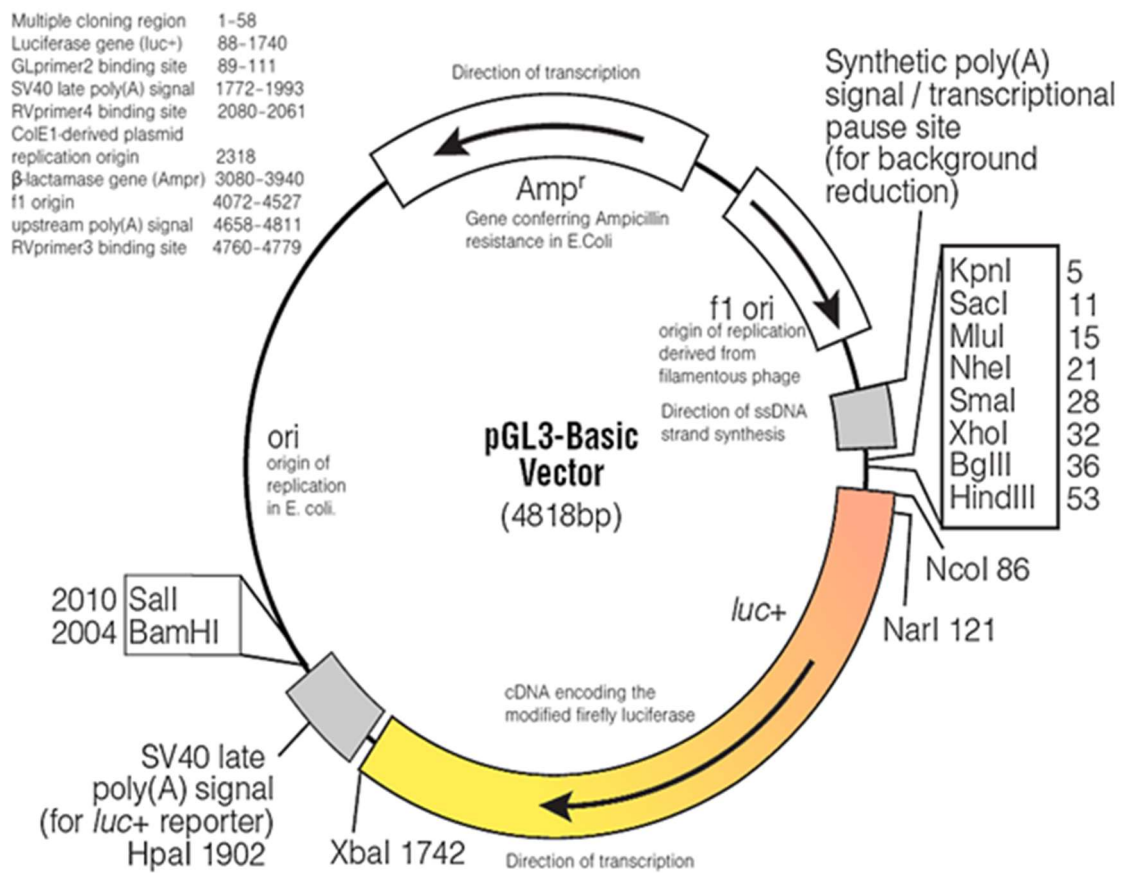 Multiple cloning region 1-58
Luciferase gene (luc+) 88-1740
GLprimer2 binding site 89-111
SV40 late poly(A) signal 1772-1993
RVprimer4 binding site 2080-2061
ColE1-derived plasmid
replication origin 2318
β-lactamase gene (Ampr) 3080-3940
f1 origin 4072-4527
upstream poly(A) signal 4658-4811
RVprimer3 binding site 4760-4779
Direction of transcription
Ampr
Gene conferring Ampicillin
resistance in E.Coli
Synthetic poly(A)
signal / transcriptional
pause site
(for background
reduction)
f1 ori
origin of replication
derived from
filamentous phage
Direction of ssDNA
strand synthesis
KpnI 5
SacI 11
MluI 15
NheI 21
SmaI 28
XhoI 32
BglII 36
HindIII 53
NcoI 86
NarI 121
ori
origin of
replication
in E. coli.
pGL3-Basic
Vector
(4818bp)
2010 SalI
2004 BamHI
luc+
cDNA encoding the
modified firefly luciferase
SV40 late
poly(A) signal
(for luc+ reporter)
HpaI 1902
XbaI 1742
Direction of transcription